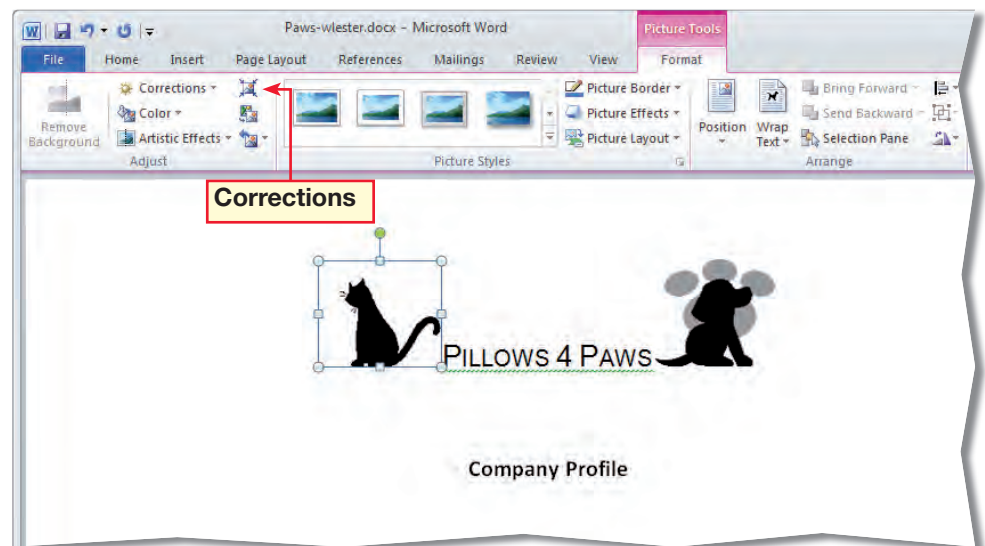 W
Paws-wlester.docx - Microsoft Word
Picture Tools
File Home Insert Page Layout References Mailings Review View Format
Corrections
Color
Artistic Effects
Remove
Background
Adjust
Picture Border
Picture Effects
Picture Layout
Picture Styles
Position
Wrap
Text
Bring Forward
Send Backward
Selection Pane
Arrange
Corrections
PILLOWS 4 PAWS
Company Profile